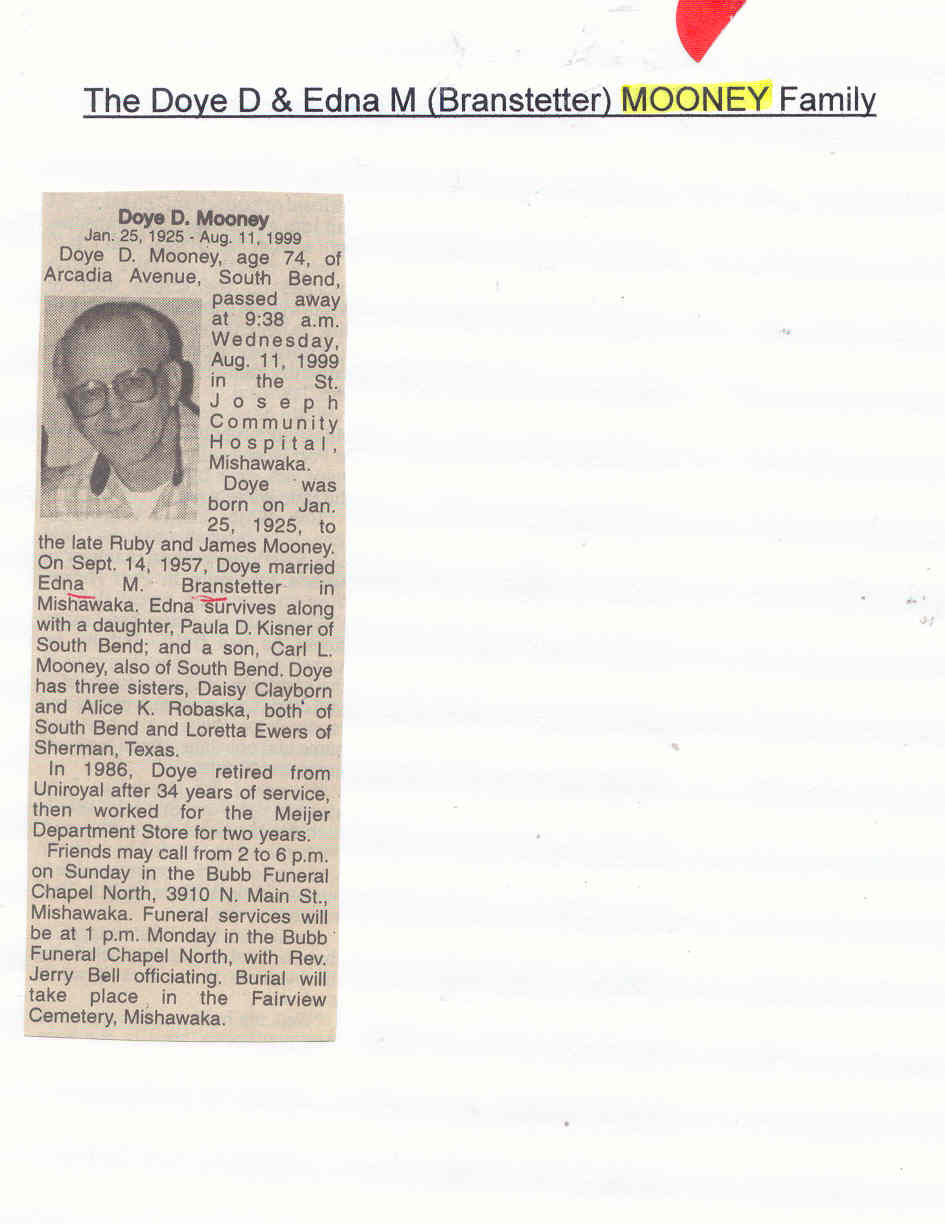 The Doye D & Edna M (Branstetter) MOONEY Family
Doye D. Mooney
Jan. 25, 1925 - Aug. 11, 1999
Doye D. Mooney, age 74, of
Arcadia Avenue, South Bend,
passed away
at 9:38 a.m.
Wednesday,
Aug. 11, 1999
in the St.
Joseph
Community
Hospital,
Mishawaka.
Doye was
born on Jan.
25, 1925, to
the late Ruby and James Mooney.
On Sept. 14, 1957, Doye married
Edna M. Branstetter in
Mishawaka. Edna survives along
with a daughter, Paula D. Kisner of
South Bend; and a son, Carl L.
Mooney, also of South Bend. Doye
has three sisters, Daisy Clayborn
and Alice K. Robaska, both of
South Bend and Loretta Ewers of
Sherman, Texas.
In 1986, Doye retired from
Uniroyal after 34 years of service,
then worked for the Meijer
Department Store for two years.
Friends may call from 2 to 6 p.m.
on Sunday in the Bubb Funeral
Chapel North, 3910 N. Main St.,
Mishawaka. Funeral services will
be at 1 p.m. Monday in the Bubb
Funeral Chapel North, with Rev.
Jerry Bell officiating. Burial will
take place in the Fairview
Cemetery, Mishawaka.